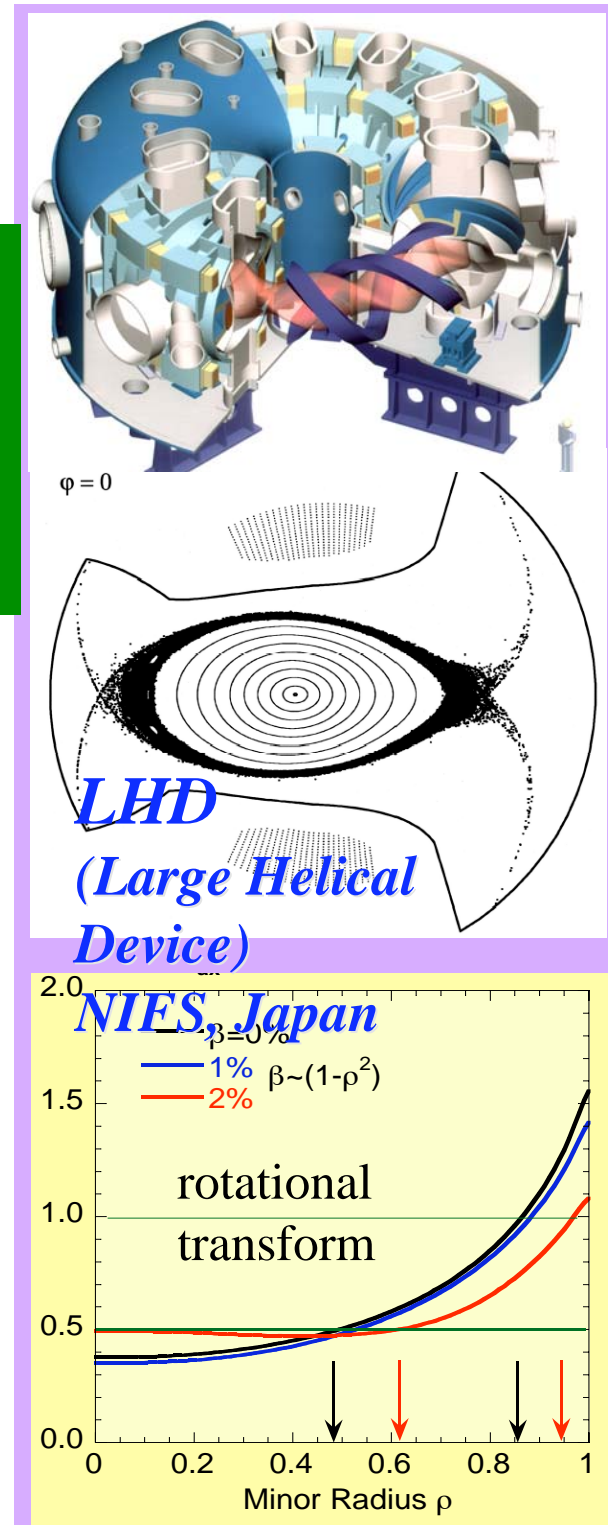 φ = 0
LHD
(Large Helical
Device)
NIFS, Japan
2.0
β=0%
1% β~(1-ρ²)
2%
1.5
rotational
1.0
transform
0.5
0.0
0 0.2 0.4 0.6 0.8 1
Minor Radius ρ